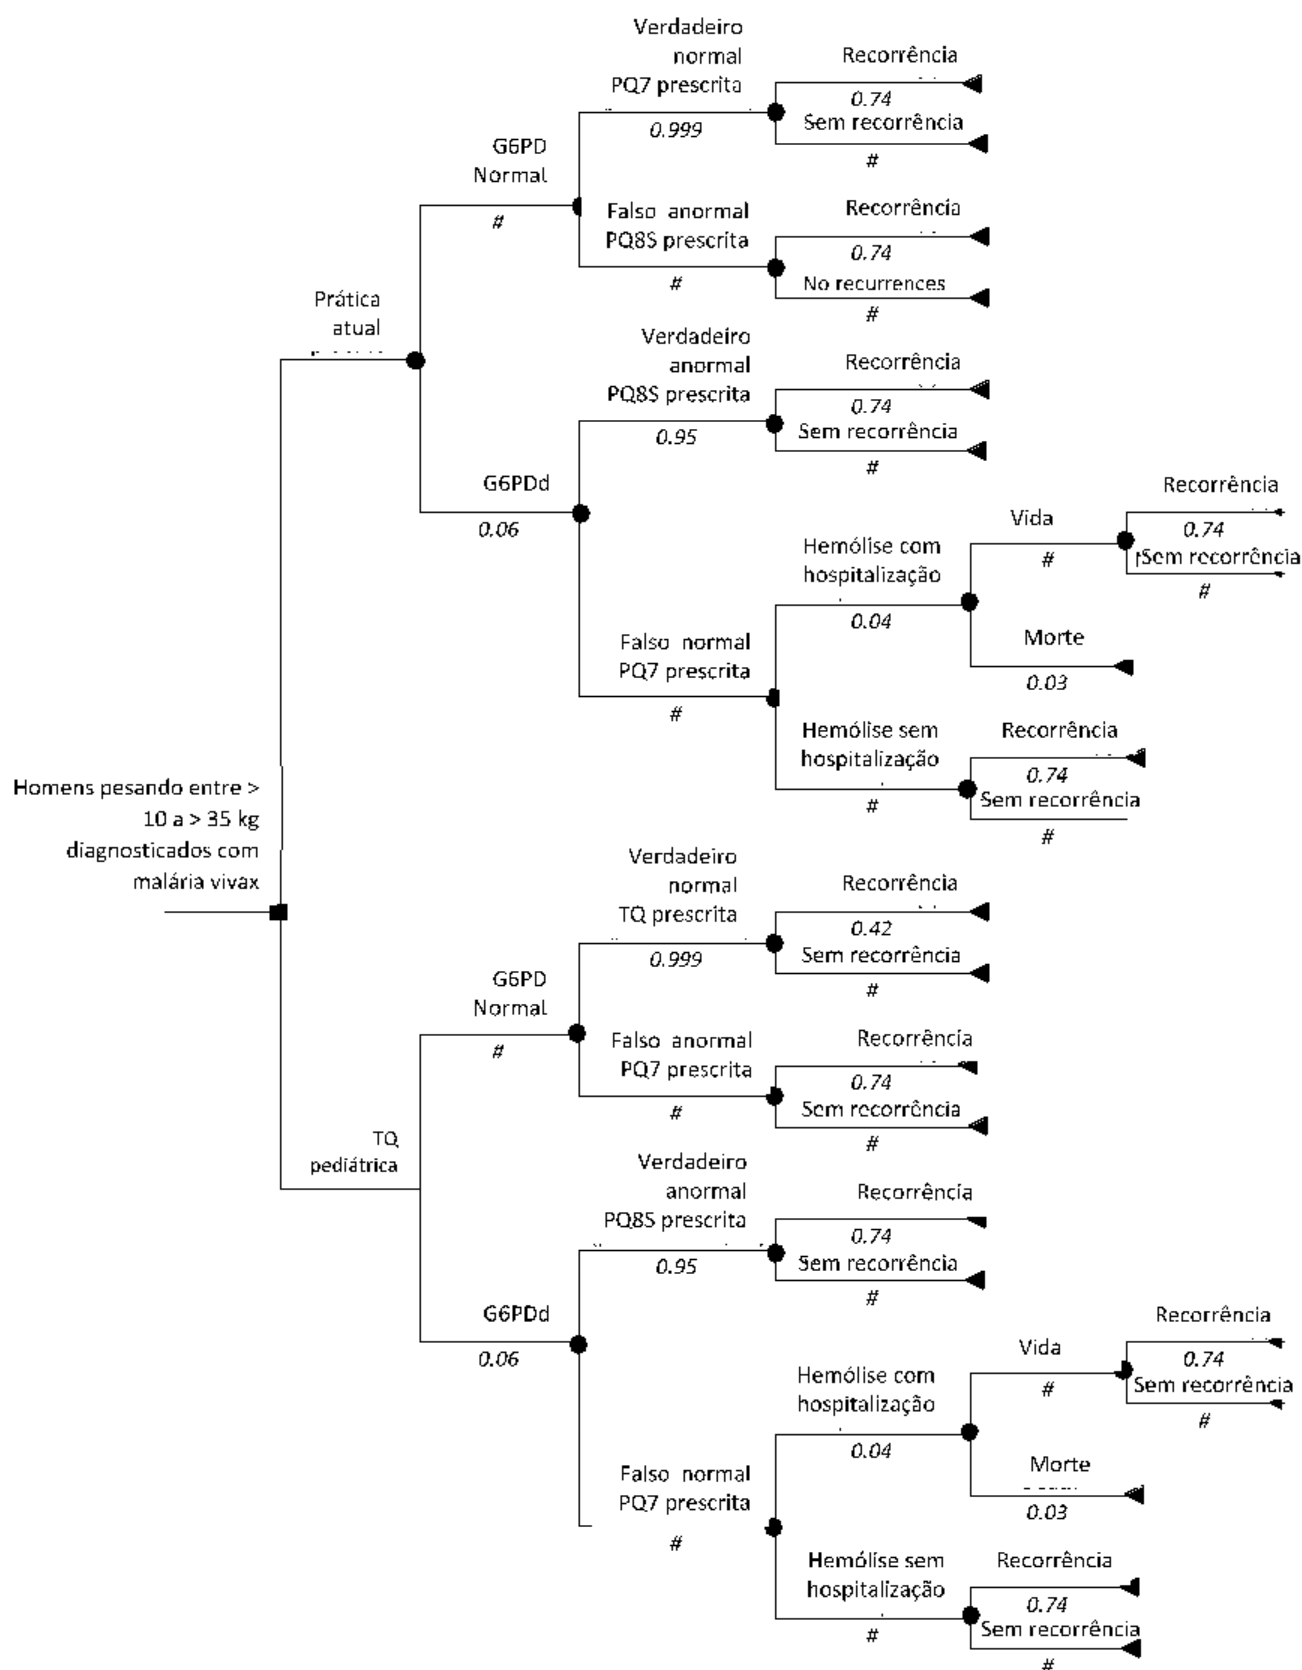 Verdadeiro
normal
PQ7 prescrita
0.999
Recorrência
0.74
Sem recorrência
#
G6PD
Normal
#
Falso anormal
PQ8S prescrita
#
Recorrência
0.74
No recurrences
#
Prática
atual
Verdadeiro
anormal
PQ8S prescrita
0.95
Recorrência
0.74
Sem recorrência
#
G6PDd
0.06
Falso normal
PQ7 prescrita
#
Hemólise com
hospitalização
0.04
Vida
#
Recorrência
0.74
Sem recorrência
#
Morte
0.03
Hemólise sem
hospitalização
#
Recorrência
0.74
Sem recorrência
#
Homens pesando entre >
10 a > 35 kg
diagnosticados com
malária vivax
Verdadeiro
normal
TQ prescrita
0.999
Recorrência
0.42
Sem recorrência
#
G6PD
Normal
#
Falso anormal
PQ7 prescrita
#
Recorrência
0.74
Sem recorrência
#
TQ
pediátrica
Verdadeiro
anormal
PQ8S prescrita
0.95
Recorrência
0.74
Sem recorrência
#
G6PDd
0.06
Falso normal
PQ7 prescrita
#
Hemólise com
hospitalização
0.04
Vida
#
Recorrência
0.74
Sem recorrência
#
Morte
0.03
Hemólise sem
hospitalização
#
Recorrência
0.74
Sem recorrência
#